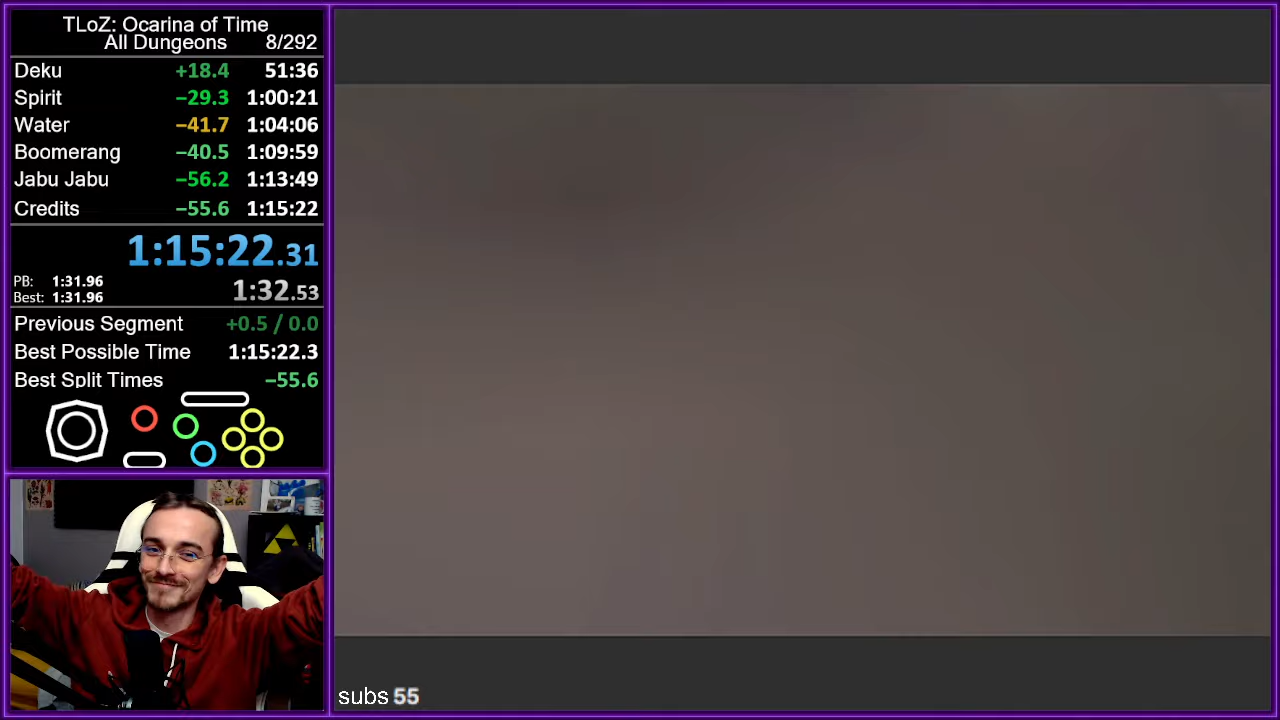 TLoZ: Ocarina of Time
All Dungeons 8/292
Deku +18.4 51:36
Spirit −29.3 1:00:21
Water −41.7 1:04:06
Boomerang −40.5 1:09:59
Jabu Jabu −56.2 1:13:49
Credits −55.6 1:15:22
1:15:22.31
PB: 1:31.96
Best: 1:31.96
1:32.53
Previous Segment +0.5 / 0.0
Best Possible Time 1:15:22.3
Best Split Times −55.6
subs 55